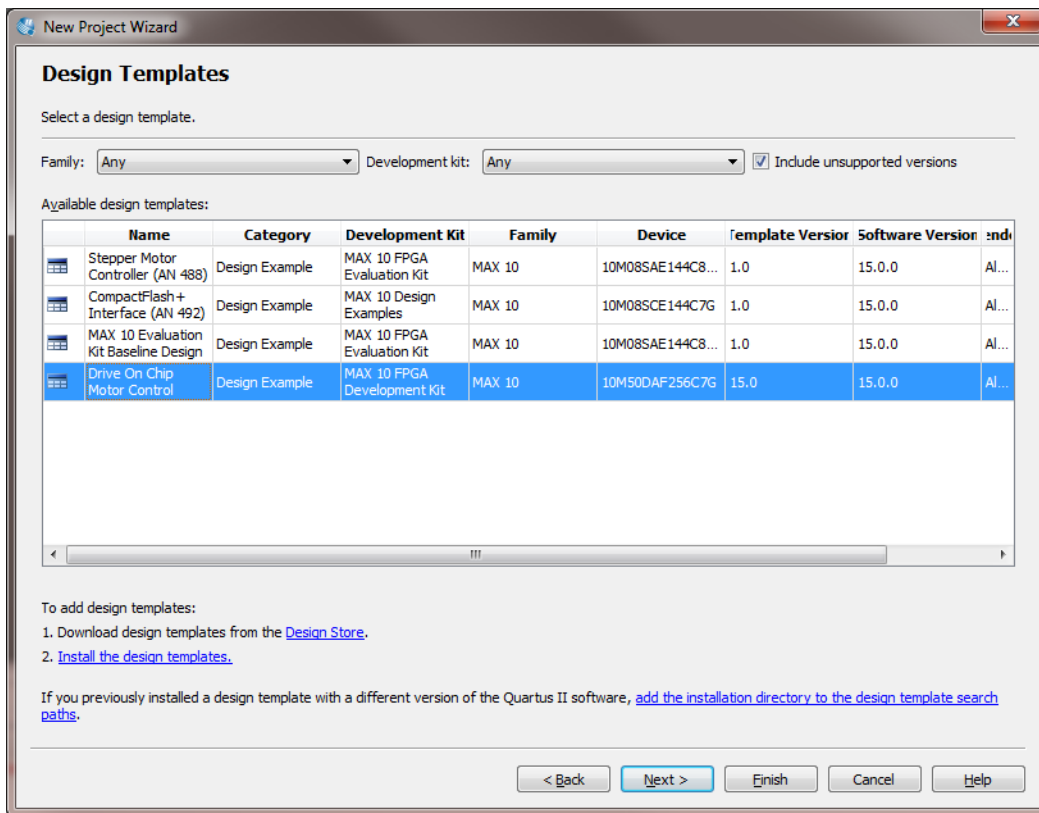 New Project Wizard
Design Templates
Select a design template.
Family: Any Development kit: Any Include unsupported versions
Available design templates:
Name Category Development Kit Family Device Template Version Software Version
Stepper Motor Controller (AN 488) Design Example MAX 10 FPGA Evaluation Kit MAX 10 10M08SAE144C8... 1.0 15.0.0 Al...
CompactFlash+ Interface (AN 492) Design Example MAX 10 Design Examples MAX 10 10M08SCE144C7G 1.0 15.0.0 Al...
MAX 10 Evaluation Kit Baseline Design Design Example MAX 10 FPGA Evaluation Kit MAX 10 10M08SAE144C8... 1.0 15.0.0 Al...
Drive On Chip Motor Control Design Example MAX 10 FPGA Development Kit MAX 10 10M50DAF256C7G 15.0 15.0.0 Al...
To add design templates:
1. Download design templates from the Design Store.
2. Install the design templates.
If you previously installed a design template with a different version of the Quartus II software, add the installation directory to the design template search
paths.
< Back Next > Finish Cancel Help